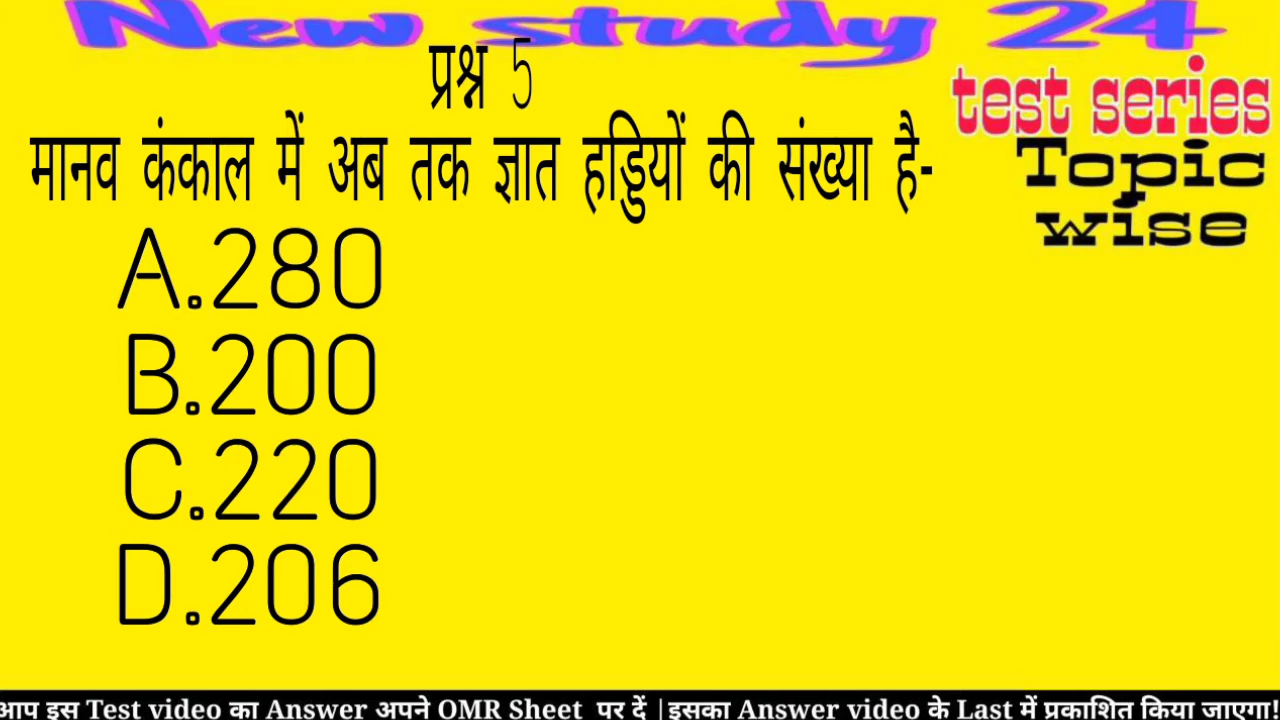 New study 24
प्रश्न 5
test series
मानव कंकाल में अब तक ज्ञात हड्डियों की संख्या है-
Topic
wise
A.280
B.200
C.220
D.206
आप इस Test video का Answer अपने OMR Sheet पर दें |इसका Answer video के Last में प्रकाशित किया जाएगा!